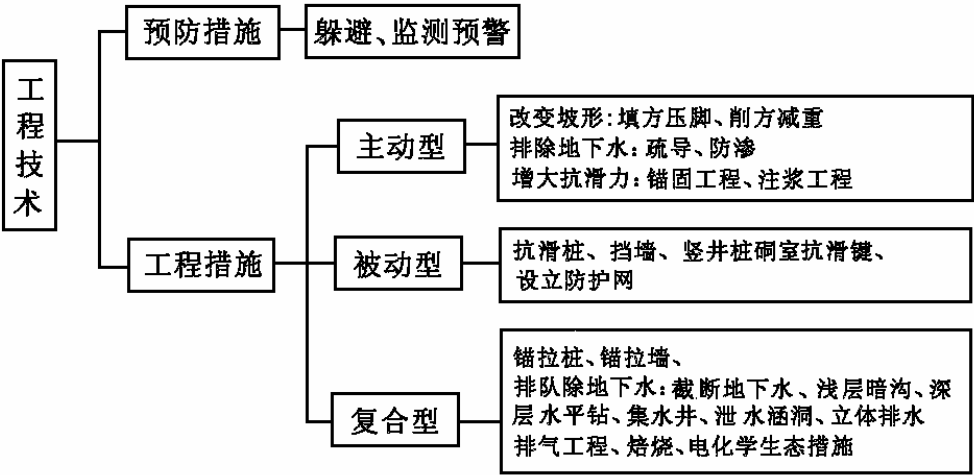 工程技术
预防措施
躲避、监测预警
工程措施
主动型
改变坡形：填方压脚、削方减重
排除地下水：疏导、防渗
增大抗滑力：锚固工程、注浆工程
被动型
抗滑桩、挡墙、竖井桩硐室抗滑键、
设立防护网
复合型
锚拉桩、锚拉墙、
排队除地下水：截断地下水、浅层暗沟、深
层水平钻、集水井、泄水涵洞、立体排水
排气工程、焙烧、电化学生态措施